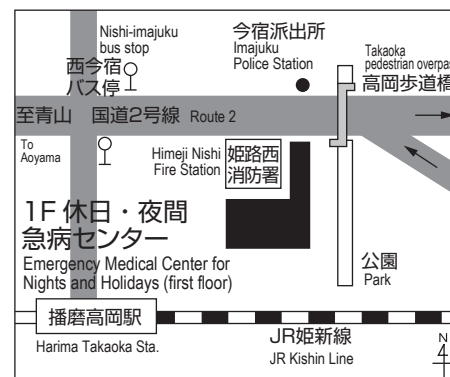 Nishi-imajuku
bus stop
西今宿
バス停
今宿派出所
Imajuku
Police Station
Takaoka
pedestrian overpas
高岡歩道橋
至青山 国道2号線 Route 2
To
Aoyama
Himeji Nishi
Fire Station
姫路西
消防署
1F 休日・夜間
急病センター
Emergency Medical Center for
Nights and Holidays (first floor)
公園
Park
播磨高岡駅
Harima Takaoka Sta.
JR姫新線
JR Kishin Line
N
4